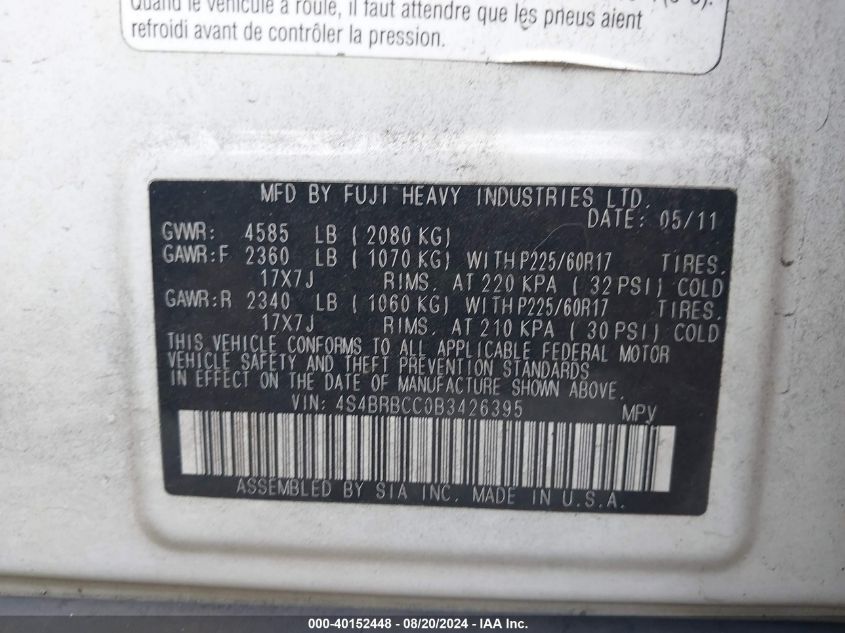 Quand le véhicule a roulé, il faut attendre que les pneus aient
refroidi avant de contrôler la pression.
MFD BY FUJI HEAVY INDUSTRIES LTD.
DATE: 05/11
GVWR: 4585 LB ( 2080 KG)
GAWR:F 2360 LB ( 1070 KG) WITH P225/60R17 TIRES.
17X7J RIMS. AT 220 KPA ( 32 PSI) COLD
GAWR:R 2340 LB ( 1060 KG) WITH P225/60R17 TIRES.
17X7J RIMS. AT 210 KPA ( 30 PSI) COLD
THIS VEHICLE CONFORMS TO ALL APPLICABLE FEDERAL MOTOR
VEHICLE SAFETY AND THEFT PREVENTION STANDARDS
IN EFFECT ON THE DATE OF MANUFACTURE SHOWN ABOVE.
VIN: 4S4BRBCC0B3426395 MPV
ASSEMBLED BY SIA INC. MADE IN U.S.A.
000-40152448 - 08/20/2024 - IAAI Inc.